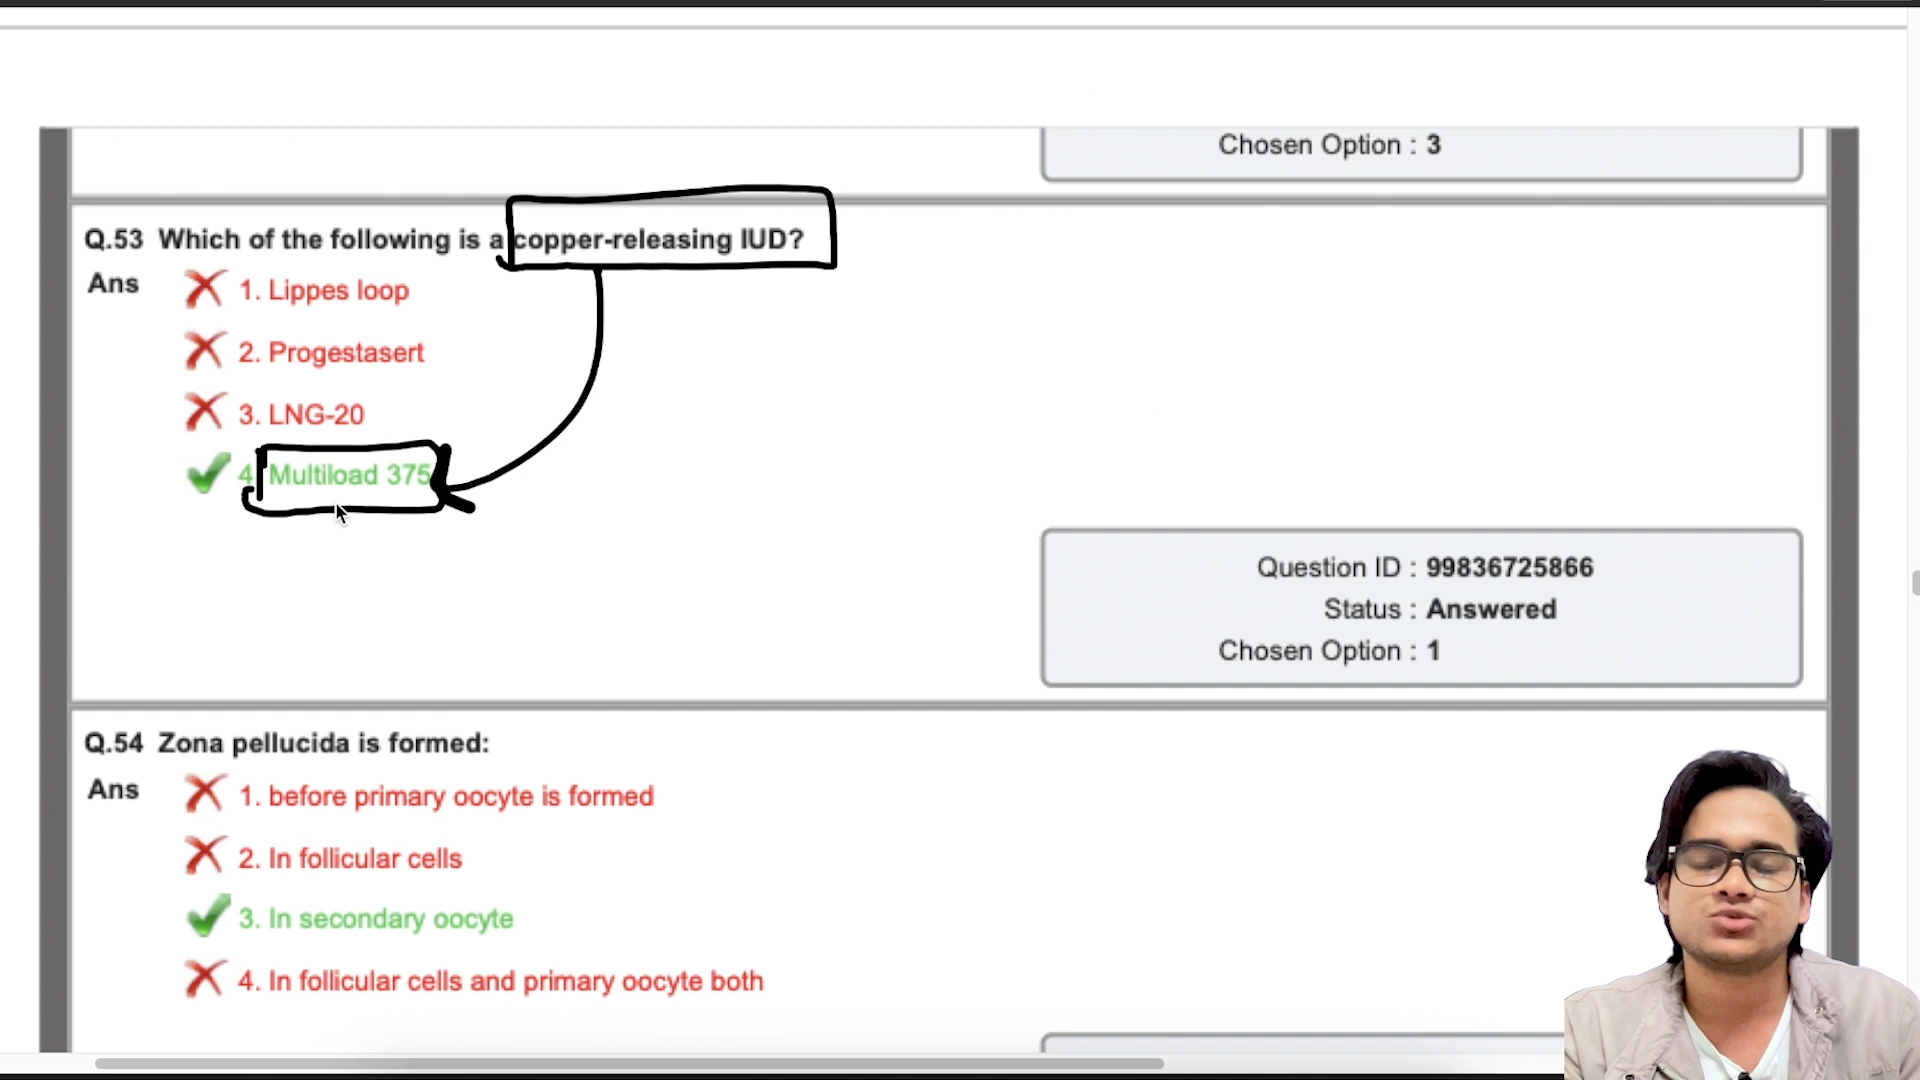 Chosen Option : 3
Q.53 Which of the following is a copper-releasing IUD?
Ans 1. Lippes loop
2. Progestasert
3. LNG-20
4 Multiload 375
Question ID : 99836725866
Status : Answered
Chosen Option : 1
Q.54 Zona pellucida is formed:
Ans 1. before primary oocyte is formed
2. In follicular cells
3. In secondary oocyte
4. In follicular cells and primary oocyte both